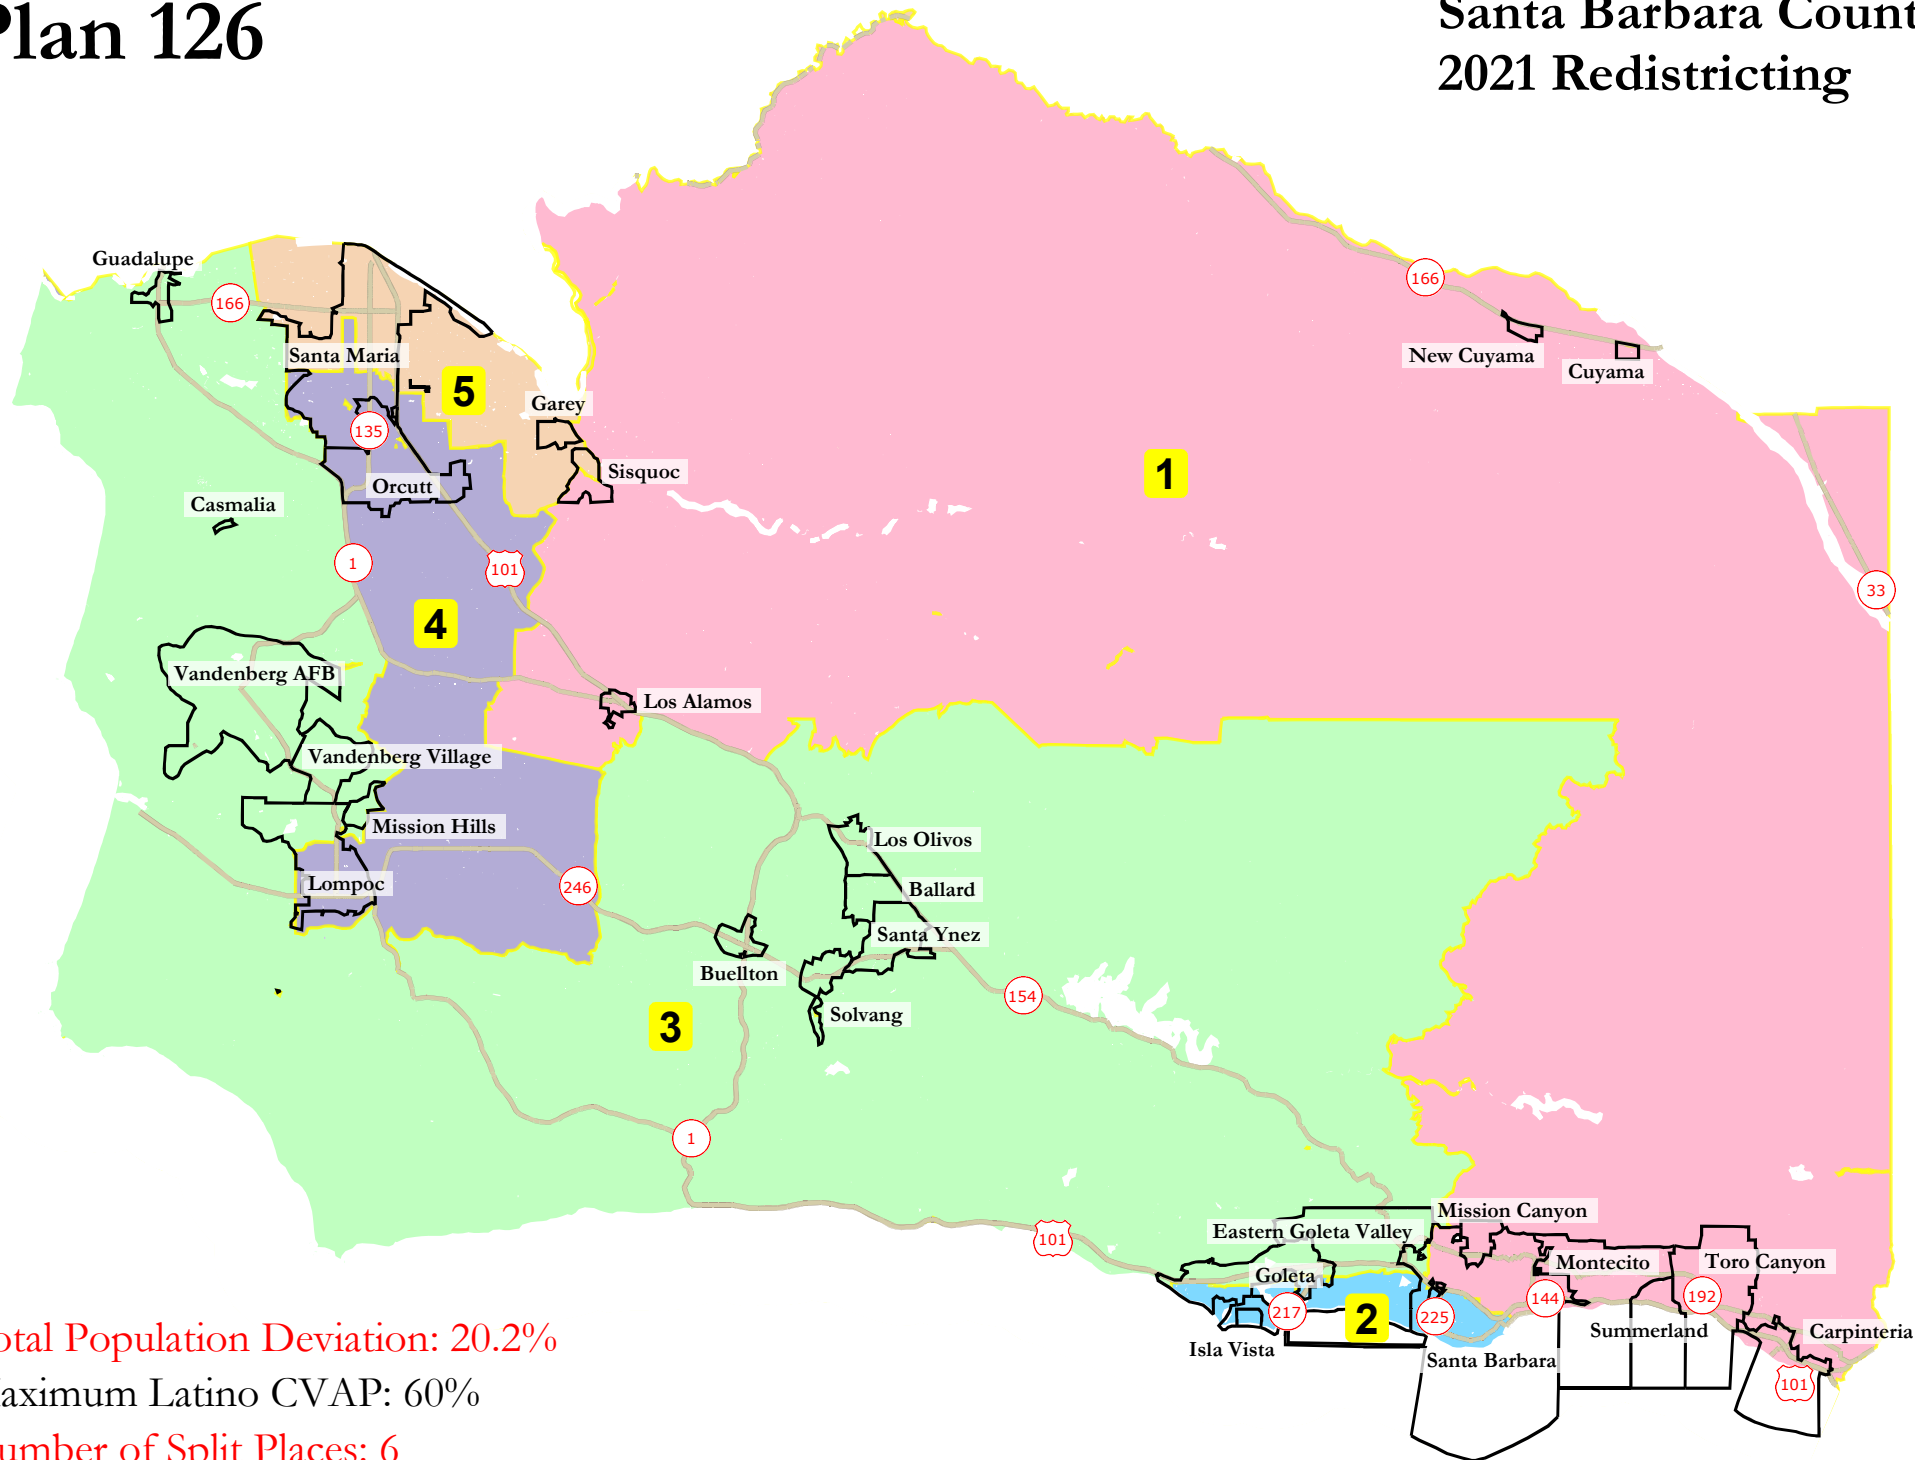 Plan 126
Santa Barbara Count
2021 Redistricting
Guadalupe
166
166
Santa Maria
New Cuyama
Cuyama
5
Garey
135
Sisquoc
1
Orcutt
Casmalia
1
101
33
4
Vandenberg AFB
Los Alamos
Vandenberg Village
Mission Hills
Los Olivos
Lompoc
246
Ballard
Santa Ynez
Buellton
154
Solvang
3
1
Mission Canyon
Eastern Goleta Valley
101
Montecito
Toro Canyon
Goleta
217
2
225
144
192
Summerland
Carpinteria
Isla Vista
Santa Barbara
101
otal Population Deviation: 20.2%
aximum Latino CVAP: 60%
umber of Split Places: 6